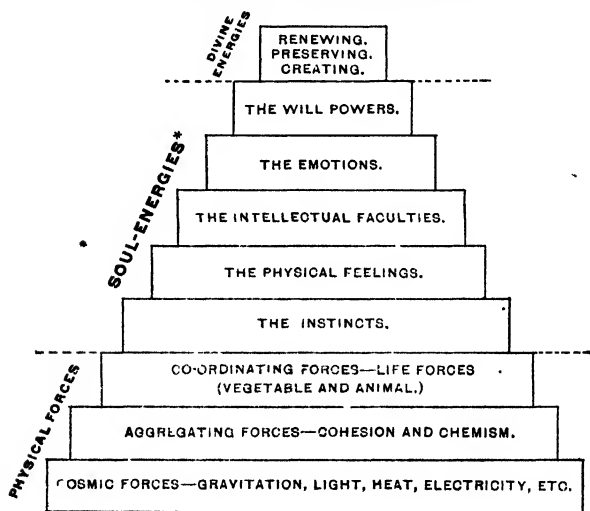 DIVINE
ENERGIES
RENEWING.
PRESERVING.
CREATING.
THE WILL POWERS.
SOUL-ENERGIES*
THE EMOTIONS.
THE INTELLECTUAL FACULTIES.
THE PHYSICAL FEELINGS.
THE INSTINCTS.
PHYSICAL FORCES
CO-ORDINATING FORCES—LIFE FORCES
(VEGETABLE AND ANIMAL.)
AGGREGATING FORCES—COHESION AND CHEMISM.
COSMIC FORCES—GRAVITATION, LIGHT, HEAT, ELECTRICITY, ETC.